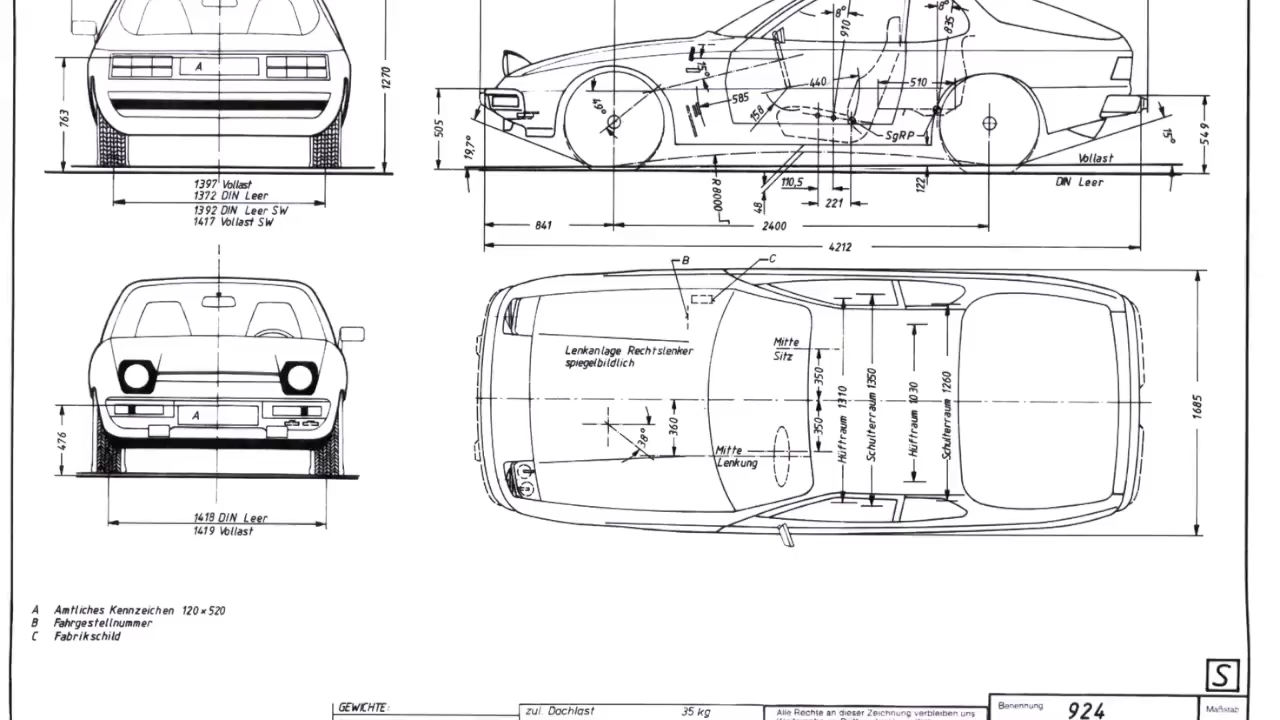 A
763
1397 Vollast
1372 DIN Leer
1392 DIN Leer SW
1417 Vollast SW
1270
505
19,7°
49°
15°
585
158
440
8°
910
8°
835
510
SgRP
549
15°
Vollast
DIN Leer
122
110,5
48
221
R 8000
841
2400
4212
A
476
1418 DIN Leer
1419 Vollast
B
C
Lenkanlage Rechtslenker
spiegelbildlich
Mitte
Sitz
350
350
360
38°
Mitte
Lenkung
Hüftraum 1310
Schulterraum 1350
Hüftraum 1030
Schulterraum 1260
1685
A Amtliches Kennzeichen 120×520
B Fahrgestellnummer
C Fabrikschild
S
GEWICHTE:
zul. Dachlast 35 kg
Alle Rechte an dieser Zeichnung verbleiben uns
Benennung
924
Maßstab